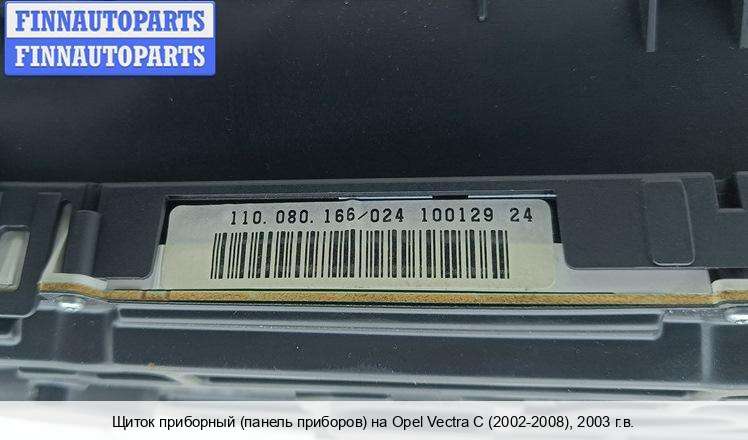 FINNAUTOPARTS
FINNAUTOPARTS
110.080.166/024 100129 24
Щиток приборный (панель приборов) на Opel Vectra C (2002-2008), 2003 г.в.